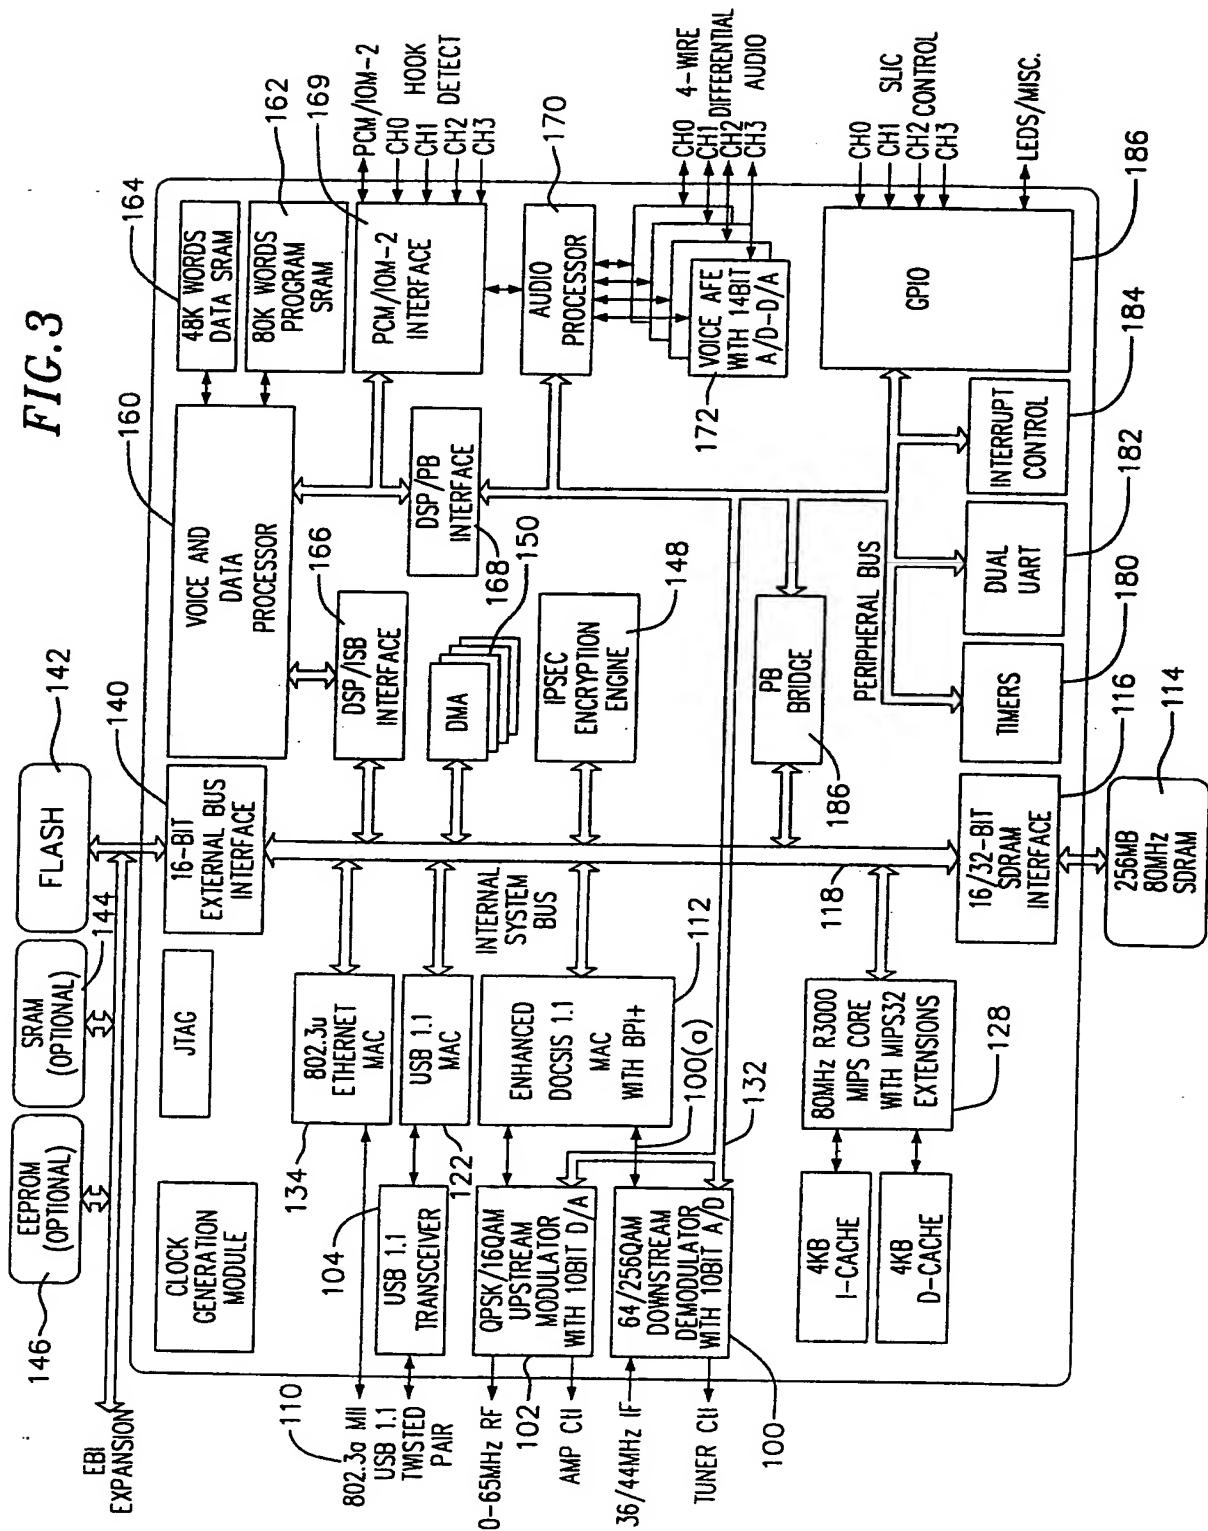 FIG.3
146
EEPROM
(OPTIONAL)
SRAM
(OPTIONAL)
144
FLASH
142
EBI
EXPANSION
CLOCK
GENERATION
MODULE
JTAG
140
16-BIT
EXTERNAL BUS
INTERFACE
160
VOICE AND
DATA
PROCESSOR
164
48K WORDS
DATA SRAM
162
80K WORDS
PROGRAM
SRAM
169
PCM/IOM-2
INTERFACE
PCM/IOM-2
CH0
CH1
CH2
CH3
HOOK
DETECT
110
802.3a MII
USB 1.1
TWISTED
PAIR
134
802.3u
ETHERNET
MAC
104
USB 1.1
TRANSCEIVER
122
USB 1.1
MAC
166
DSP/ISB
INTERFACE
DSP/PB
INTERFACE
168
DMA
150
170
AUDIO
PROCESSOR
0-65MHz RF
102
AMP CII
QPSK/16QAM
UPSTREAM
MODULATOR
WITH 10BIT D/A
INTERNAL
SYSTEM
BUS
ENHANCED
DOCSIS 1.1
MAC
WITH BPI+
112
100(a)
IPSEC
ENCRYPTION
ENGINE
148
VOICE AFE
WITH 14BIT
A/D-D/A
172
CH0
CH1
CH2
CH3
4-WIRE
DIFFERENTIAL
AUDIO
36/44MHz IF
TUNER CII
64/256QAM
DOWNSTREAM
DEMODULATOR
WITH 10BIT A/D
100
132
118
PB
BRIDGE
186
PERIPHERAL BUS
GPIO
CH0
CH1
CH2
CH3
SLIC
CONTROL
LEDS/MISC.
186
4KB
I-CACHE
4KB
D-CACHE
80MHz R3000
MIPS CORE
WITH MIPS32
EXTENSIONS
128
16/32-BIT
SDRAM
INTERFACE
116
TIMERS
180
DUAL
UART
182
INTERRUPT
CONTROL
184
256MB
80MHz
SDRAM
114